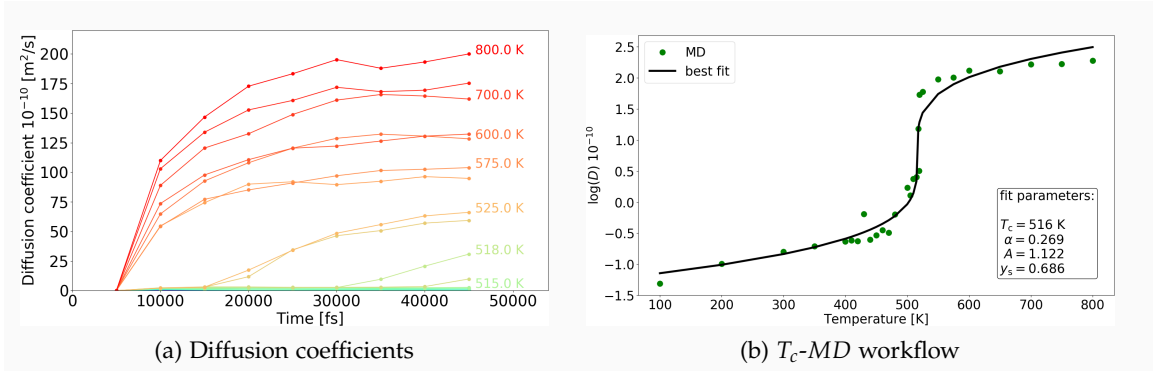 Diffusion coefficient 10⁻¹⁰ [m²/s]
200
175
150
125
100
75
50
25
0
800.0 K
700.0 K
600.0 K
575.0 K
525.0 K
518.0 K
515.0 K
10000 20000 30000 40000 50000
Time [fs]
(a) Diffusion coefficients
log(D) 10⁻¹⁰
2.5
2.0
1.5
1.0
0.5
0.0
−0.5
−1.0
−1.5
MD
best fit
fit parameters:
T_c = 516 K
α = 0.269
A = 1.122
y_s = 0.686
100 200 300 400 500 600 700 800
Temperature [K]
(b) T_c-MD workflow